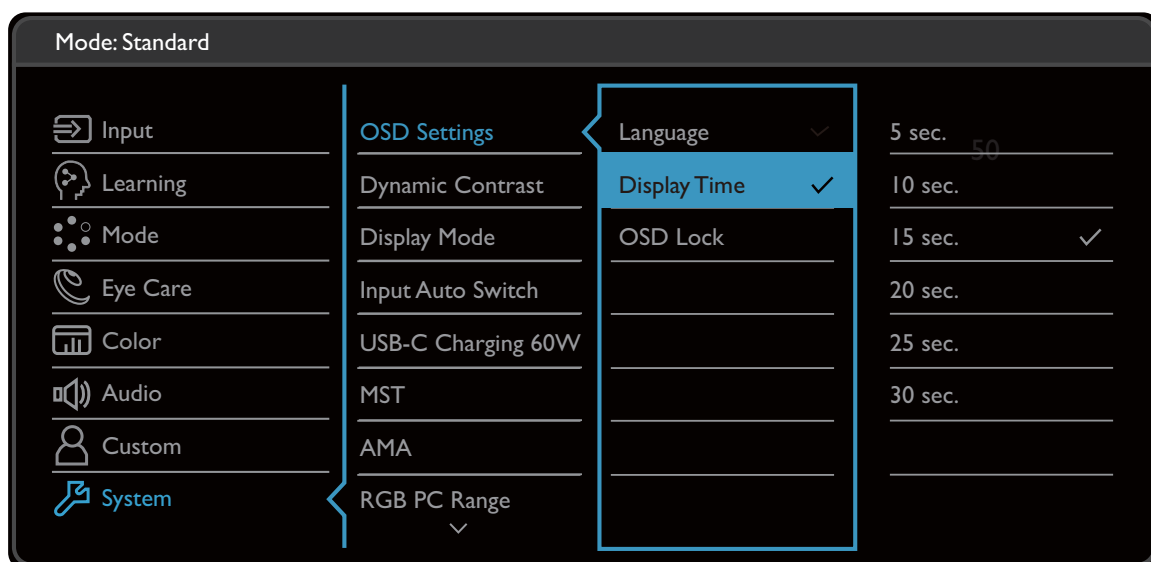 Mode: Standard
Input
Learning
Mode
Eye Care
Color
Audio
Custom
System
OSD Settings
Dynamic Contrast
Display Mode
Input Auto Switch
USB-C Charging 60W
MST
AMA
RGB PC Range
Language
Display Time
OSD Lock
5 sec.
50
10 sec.
15 sec.
20 sec.
25 sec.
30 sec.